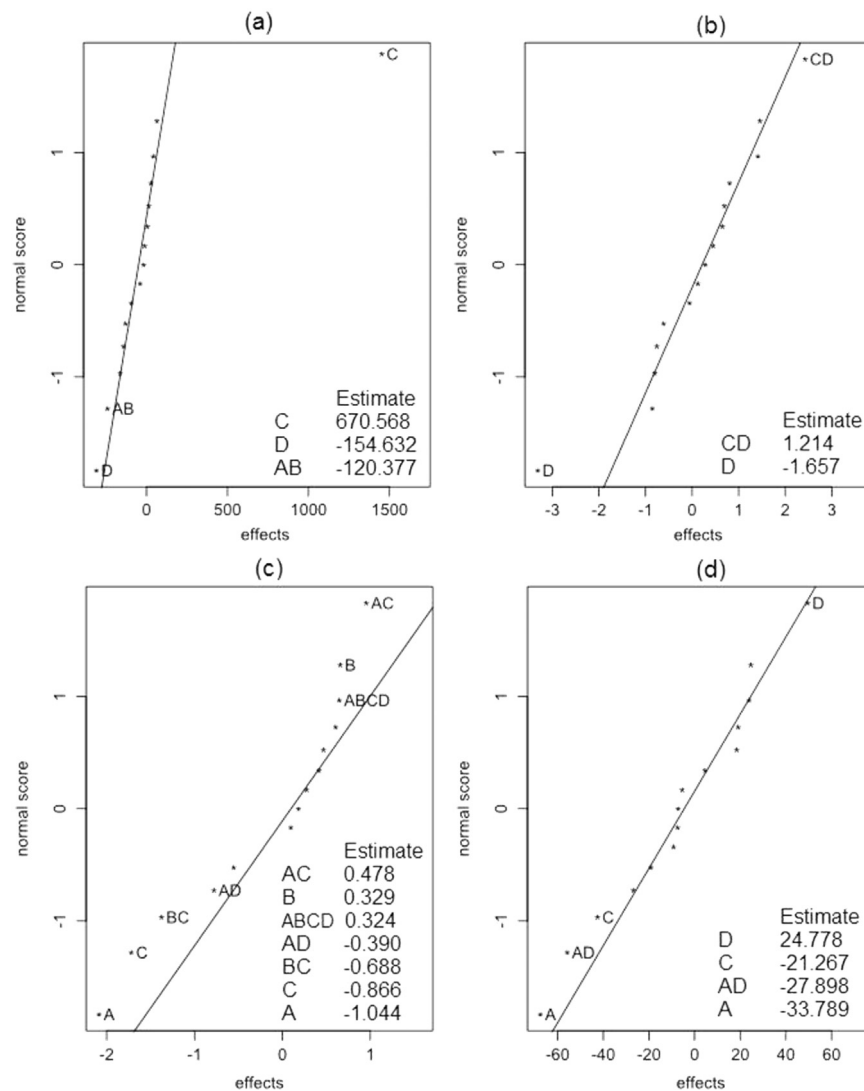 (a)
C
AB
D
Estimate
C 670.568
D -154.632
AB -120.377
normal score
-1 0 1
0 500 1000 1500
effects
(b)
CD
D
Estimate
CD 1.214
D -1.657
normal score
-1 0 1
-3 -2 -1 0 1 2 3
effects
(c)
AC
B
ABCD
AD
BC
C
A
Estimate
AC 0.478
B 0.329
ABCD 0.324
AD -0.390
BC -0.688
C -0.866
A -1.044
normal score
-1 0 1
-2 -1 0 1
effects
(d)
D
C
AD
A
Estimate
D 24.778
C -21.267
AD -27.898
A -33.789
normal score
-1 0 1
-60 -40 -20 0 20 40 60
effects